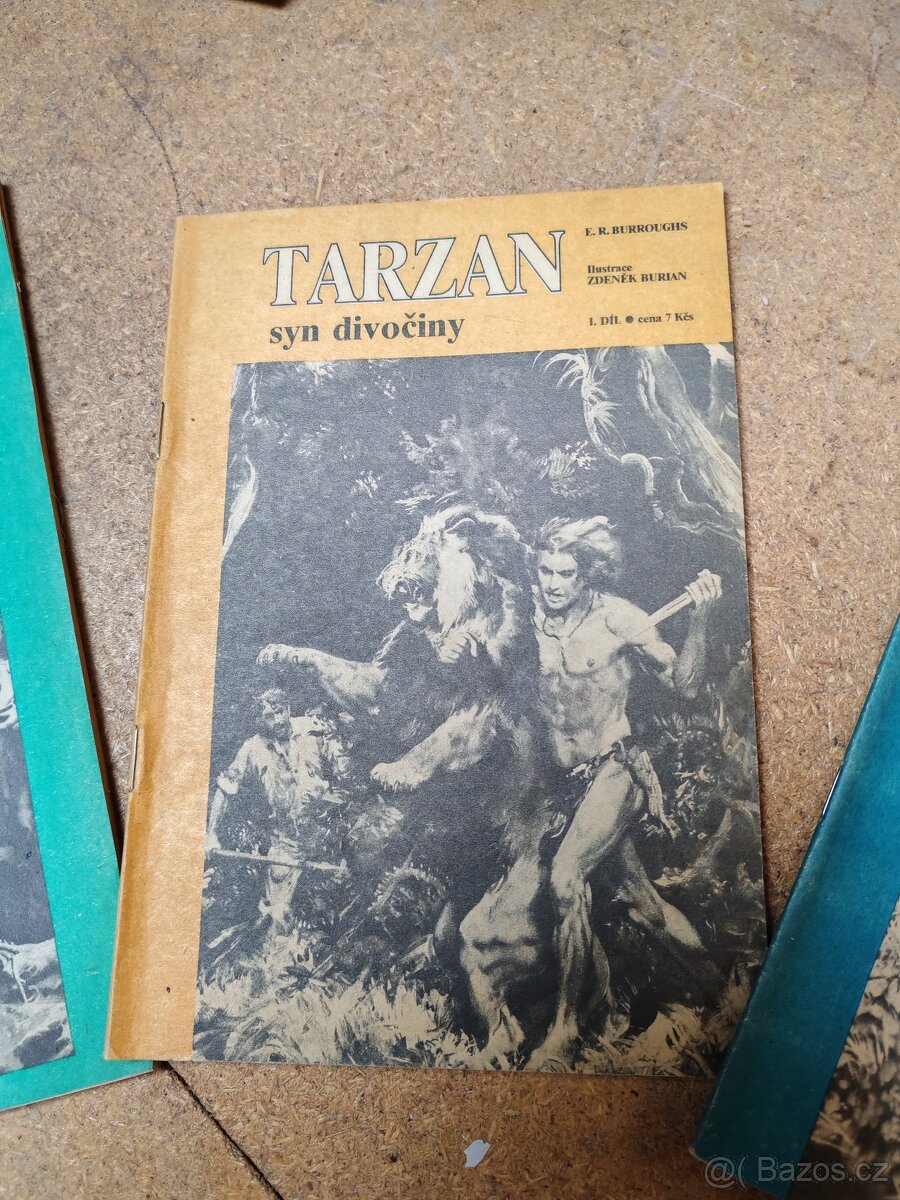 TARZAN
syn divočiny
E. R. BURROUGHS
Ilustrace
ZDENĚK BURIAN
1. DÍL ● cena 7 Kčs
@( Bazos.cz